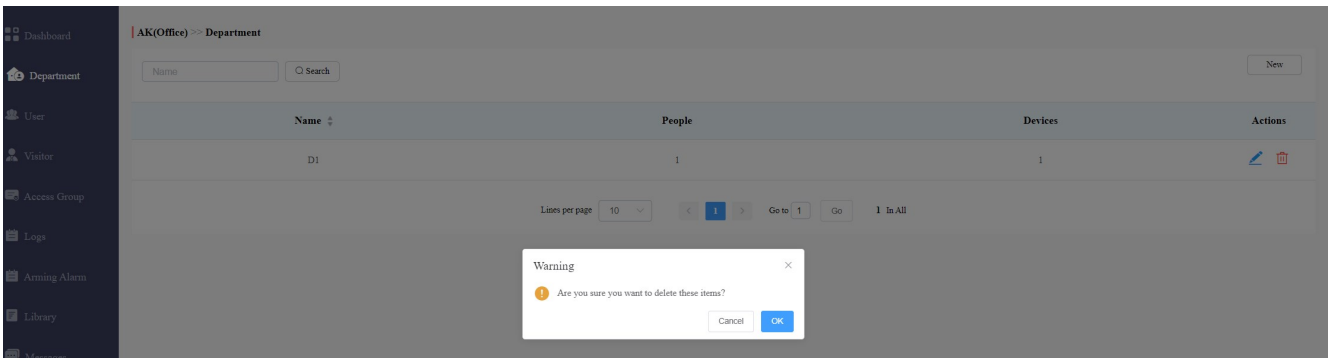 Dashboard
Department
User
Visitor
Access Group
Logs
Arming Alarm
Library
Messages
AK(Office) >> Department
Name
Search
New
Name People Devices Actions
D1 1 1
Lines per page 10 < 1 > Go to 1 Go 1 In All
Warning
Are you sure you want to delete these items?
Cancel OK